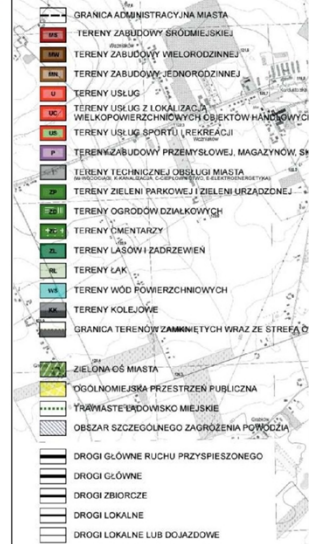 GRANICA ADMINISTRACYJNA MIASTA
MS TERENY ZABUDOWY ŚRÓDMIEJSKIEJ
MW TERENY ZABUDOWY WIELORODZINNEJ
MN TERENY ZABUDOWY JEDNORODZINNEJ
U TERENY USŁUG
UC TERENY USŁUG Z LOKALIZACJĄ
WIELKOPOWIERZCHNIOWYCH OBIEKTÓW HANDLOWYC
US TERENY USŁUG SPORTU I REKREACJI
P TERENY ZABUDOWY PRZEMYSŁOWEJ, MAGAZYNÓW, SK
TERENY TECHNICZNEJ OBSŁUGI MIASTA
ZP TERENY ZIELENI PARKOWEJ I ZIELENI URZĄDZONEJ
ZD TERENY OGRODÓW DZIAŁKOWYCH
ZC TERENY CMENTARZY
ZL TERENY LASÓW I ZADRZEWIEŃ
RL TERENY ŁĄK
WS TERENY WÓD POWIERZCHNIOWYCH
KK TERENY KOLEJOWE
GRANICA TERENÓW ZAMKNIĘTYCH WRAZ ZE STREFĄ O
ZIELONA OŚ MIASTA
OGÓLNOMIEJSKA PRZESTRZEŃ PUBLICZNA
TRAWIASTE LĄDOWISKO MIEJSKIE
OBSZAR SZCZEGÓLNEGO ZAGROŻENIA POWODZIĄ
DROGI GŁÓWNE RUCHU PRZYSPIESZONEGO
DROGI GŁÓWNE
DROGI ZBIORCZE
DROGI LOKALNE
DROGI LOKALNE LUB DOJAZDOWE